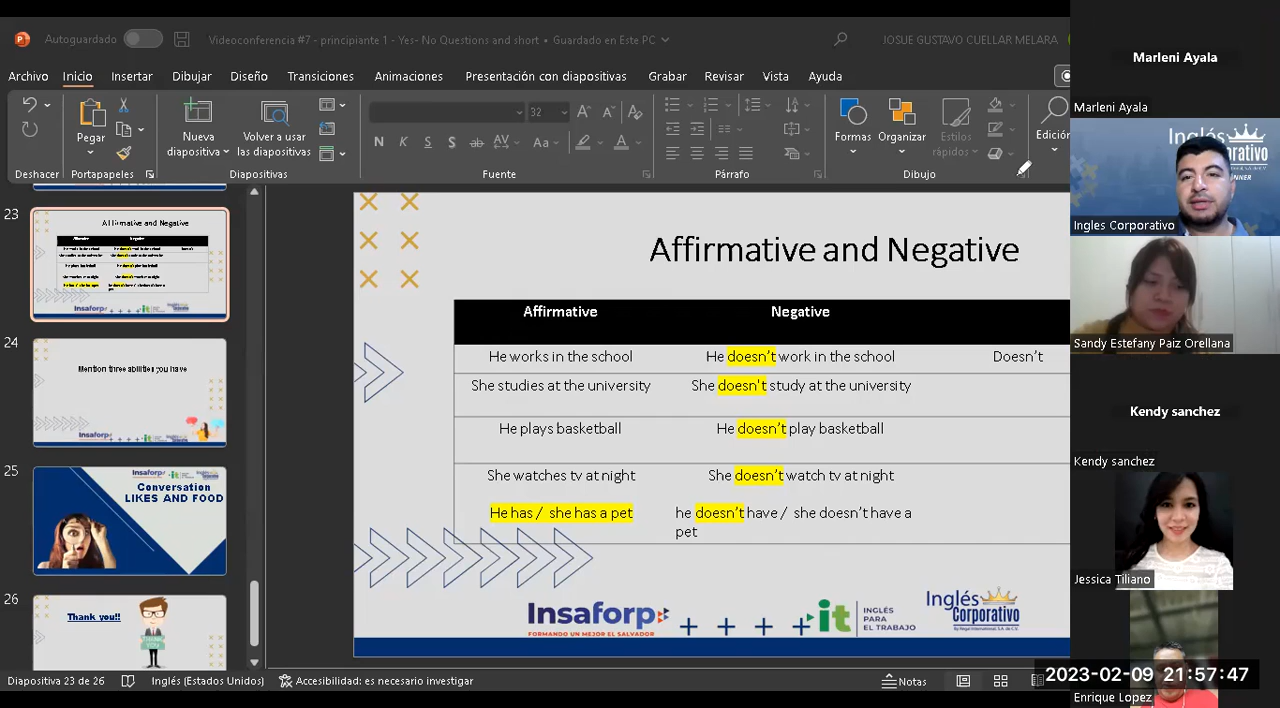 Autoguardado
Videoconferencia #7 - principiante 1 - Yes- No Questions and short • Guardado en Este PC
JOSUE GUSTAVO CUELLAR MELARA
Archivo Inicio Insertar Dibujar Diseño Transiciones Animaciones Presentación con diapositivas Grabar Revisar Vista Ayuda
Pegar
Nueva diapositiva
Volver a usar las diapositivas
32
N K S S ab AV Aa A
Formas Organizar Estilos rápidos Edición
Deshacer Portapapeles Diapositivas Fuente Párrafo Dibujo
23
Affirmative and Negative
24
Mention three abilities you have
25
Conversation
LIKES AND FOOD
26
Thank you!!
Affirmative and Negative
Affirmative Negative
He works in the school He doesn't work in the school Doesn't
She studies at the university She doesn't study at the university
He plays basketball He doesn't play basketball
She watches tv at night She doesn't watch tv at night
He has / she has a pet he doesn't have / she doesn't have a
pet
Insaforp
FORMANDO UN MEJOR EL SALVADOR
it INGLÉS
PARA
EL TRABAJO
Inglés
Corporativo
Diapositiva 23 de 26 Inglés (Estados Unidos) Accesibilidad: es necesario investigar Notas
Marleni Ayala
Marleni Ayala
Ingles Corporativo
Sandy Estefany Paiz Orellana
Kendy sanchez
Kendy sanchez
Jessica Tiliano
2023-02-09 21:57:47
Enrique Lopez